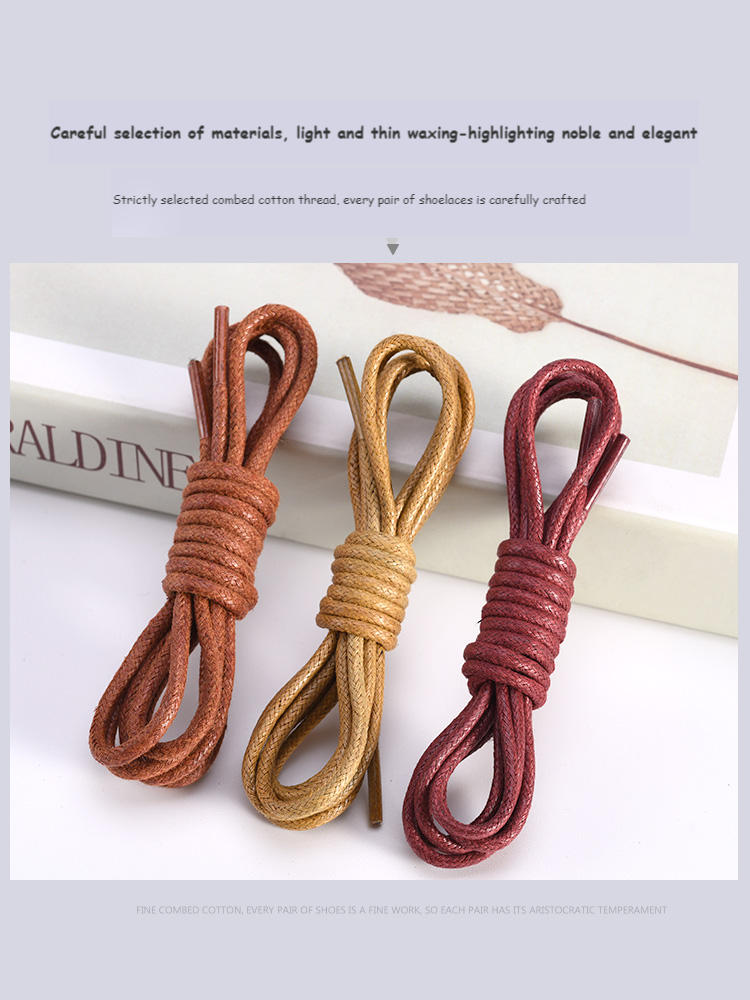 Careful selection of materials, light and thin waxing-highlighting noble and elegant
Strictly selected combed cotton thread, every pair of shoelaces is carefully crafted
RALDINE
FINE COMBED COTTON, EVERY PAIR OF SHOES IS A FINE WORK, SO EACH PAIR HAS ITS ARISTOCRATIC TEMPERAMENT